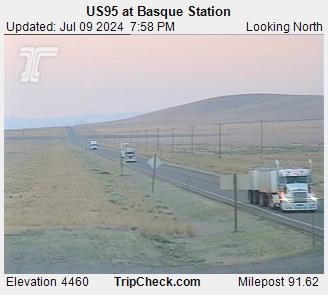 US95 at Basque Station
Updated: Jul 09 2024 7:58 PM Looking North
Elevation 4460 TripCheck.com Milepost 91.62